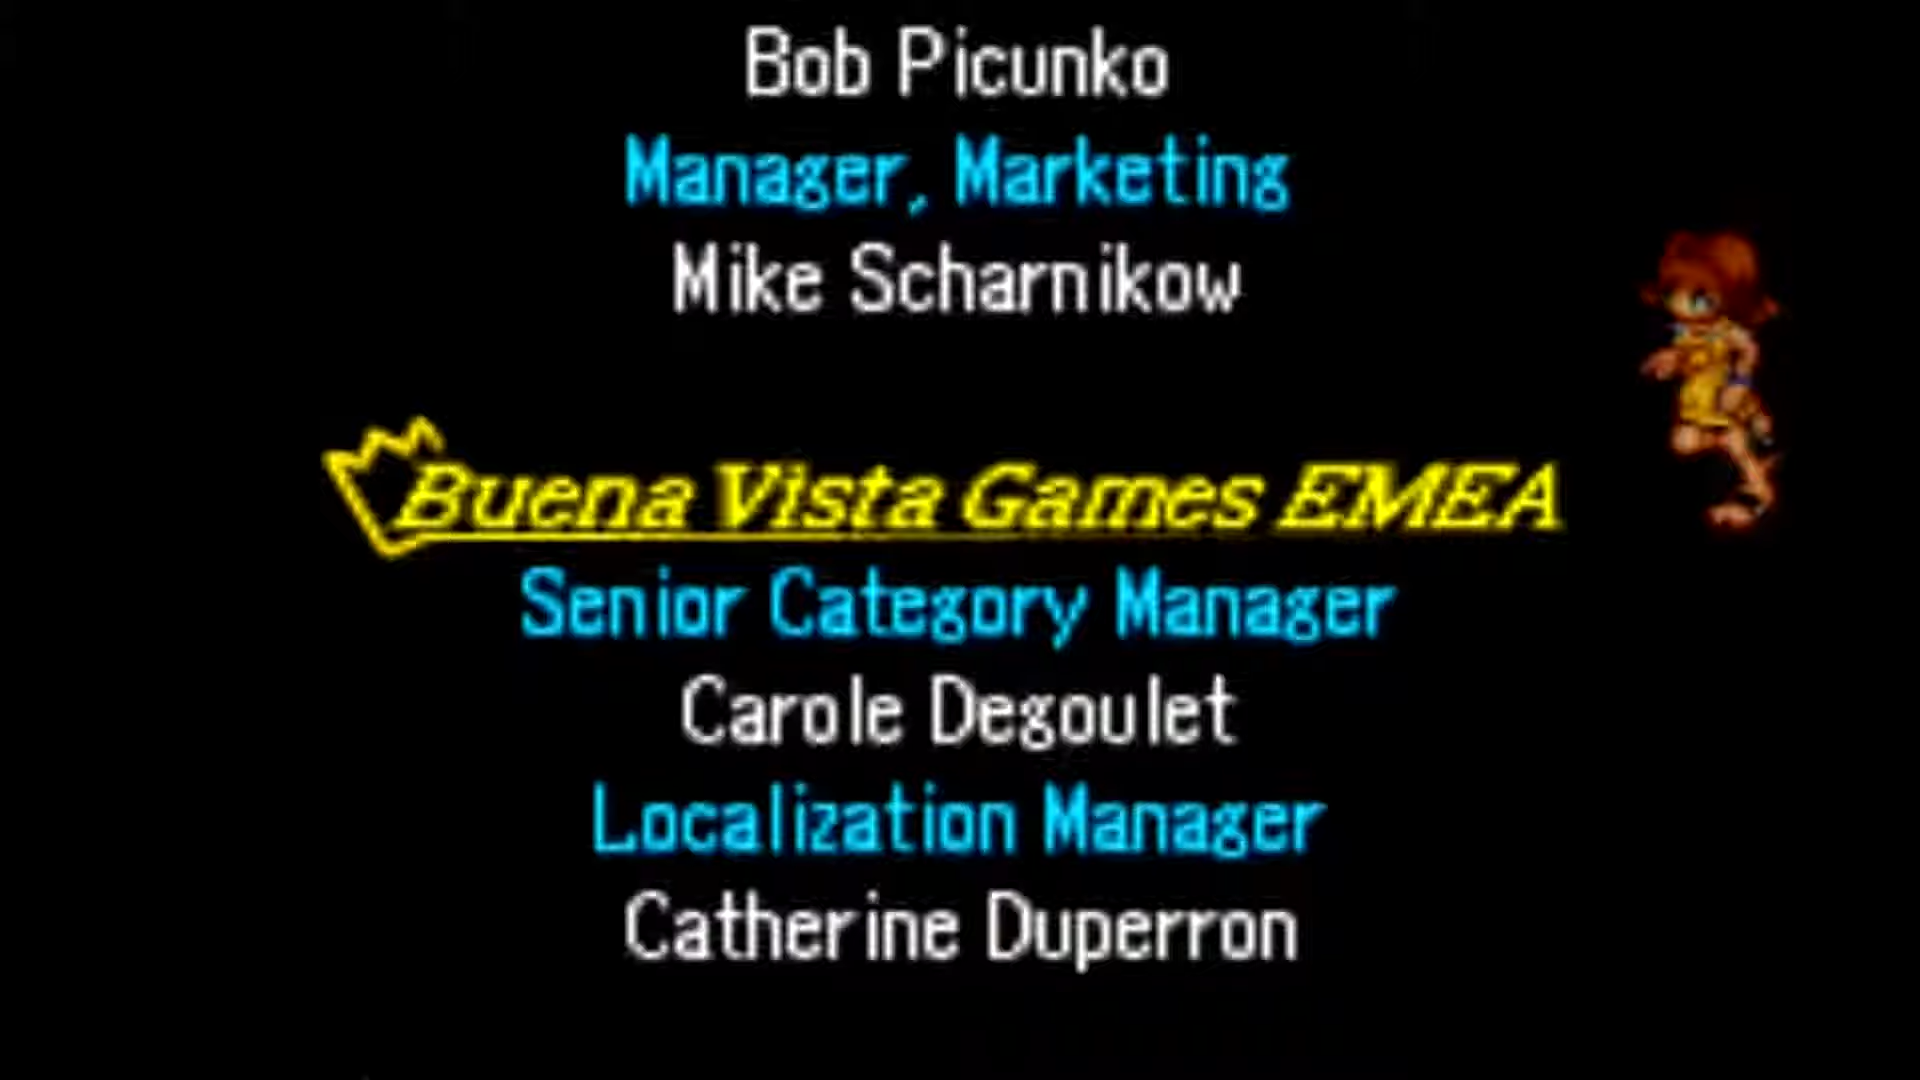 Bob Picunko
Manager, Marketing
Mike Scharnikow
Buena Vista Games EMEA
Senior Category Manager
Carole Degoulet
Localization Manager
Catherine Duperron